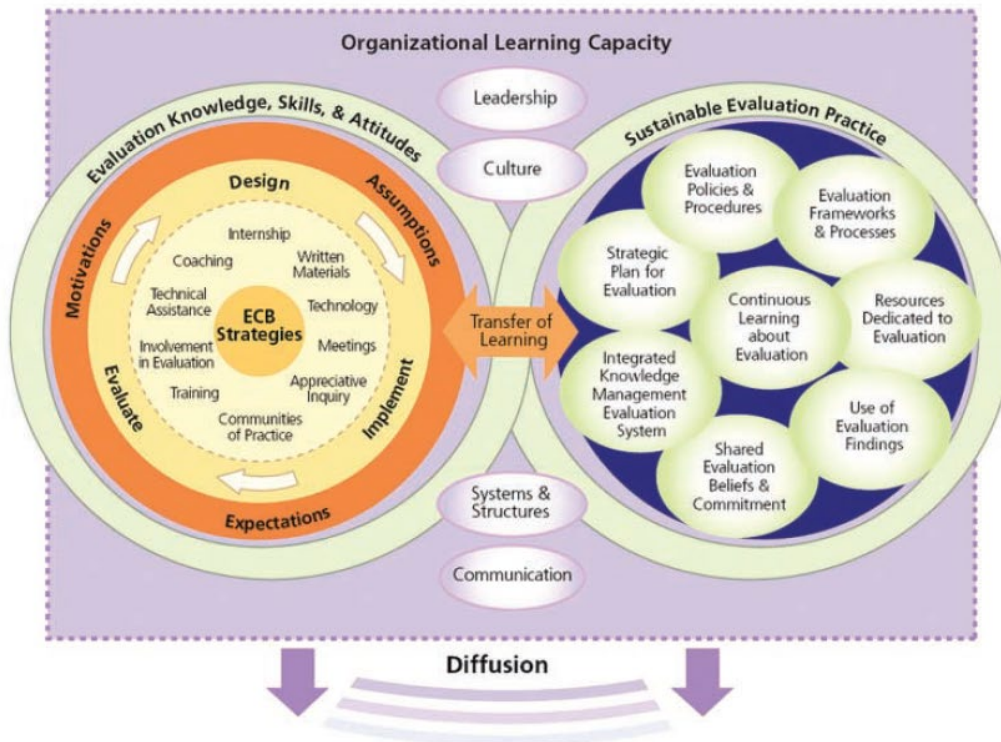 Organizational Learning Capacity
Leadership
Culture
Evaluation Knowledge, Skills, & Attitudes
Motivations
Assumptions
Expectations
Design
Implement
Evaluate
Internship
Coaching
Written
Materials
Technical
Assistance
Technology
ECB
Strategies
Involvement
in Evaluation
Meetings
Training
Appreciative
Inquiry
Communities
of Practice
Transfer of
Learning
Sustainable Evaluation Practice
Evaluation
Policies &
Procedures
Evaluation
Frameworks
& Processes
Strategic
Plan for
Evaluation
Continuous
Learning
about
Evaluation
Resources
Dedicated to
Evaluation
Integrated
Knowledge
Management
Evaluation
System
Use of
Evaluation
Findings
Shared
Evaluation
Beliefs &
Commitment
Systems &
Structures
Communication
Diffusion